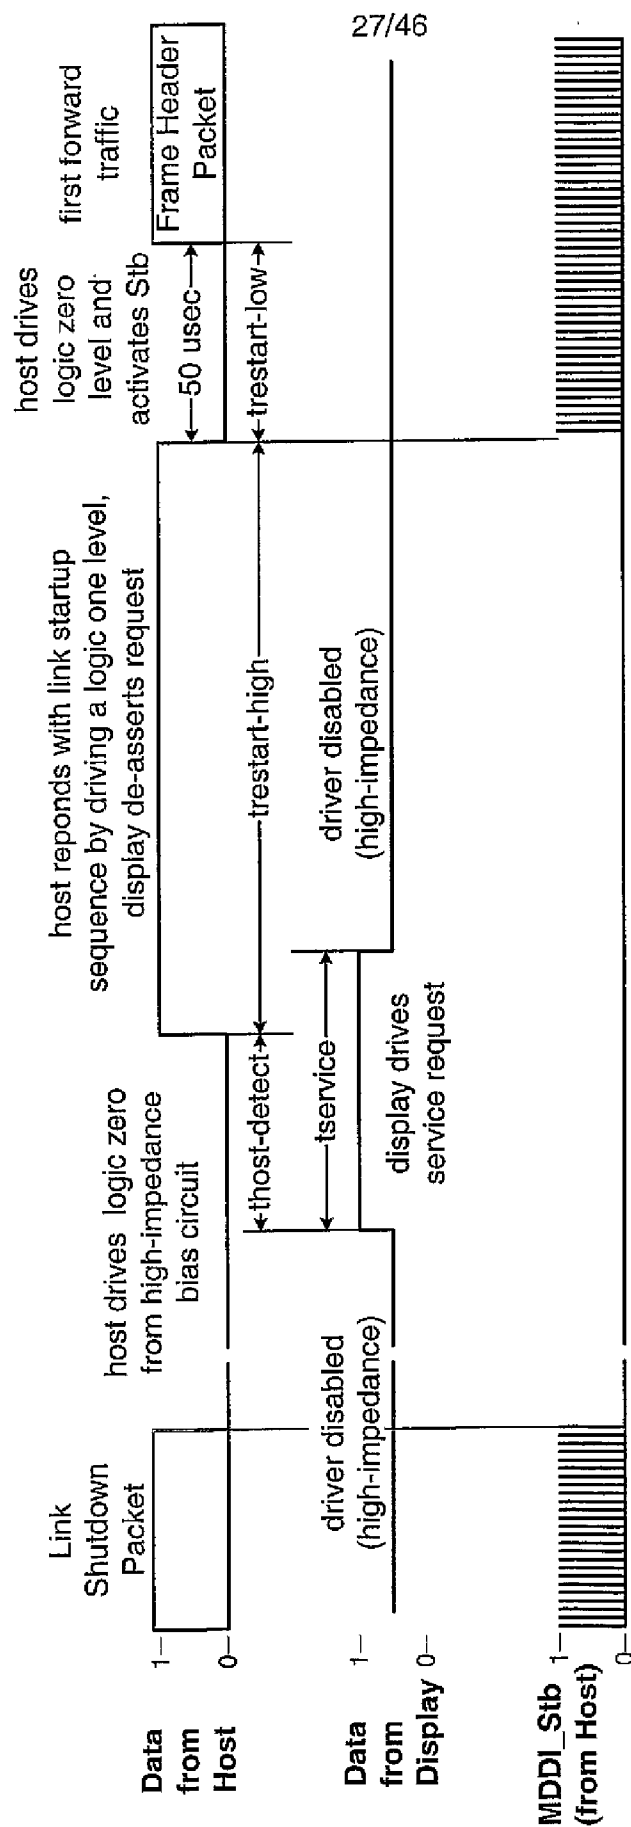 27/46
Link
Shutdown
Packet
host drives logic zero
from high-impedance
bias circuit
host reponds with link startup
sequence by driving a logic one level,
display de-asserts request
host drives
logic zero
level and
activates Stb
first forward
traffic
Data
from
Host
1
0
Frame Header
Packet
50 usec
thost-detect
trestart-high
trestart-low
Data
from
Display
1
0
driver disabled
(high-impedance)
tservice
display drives
service request
driver disabled
(high-impedance)
MDDI_Stb
(from Host)
1
0